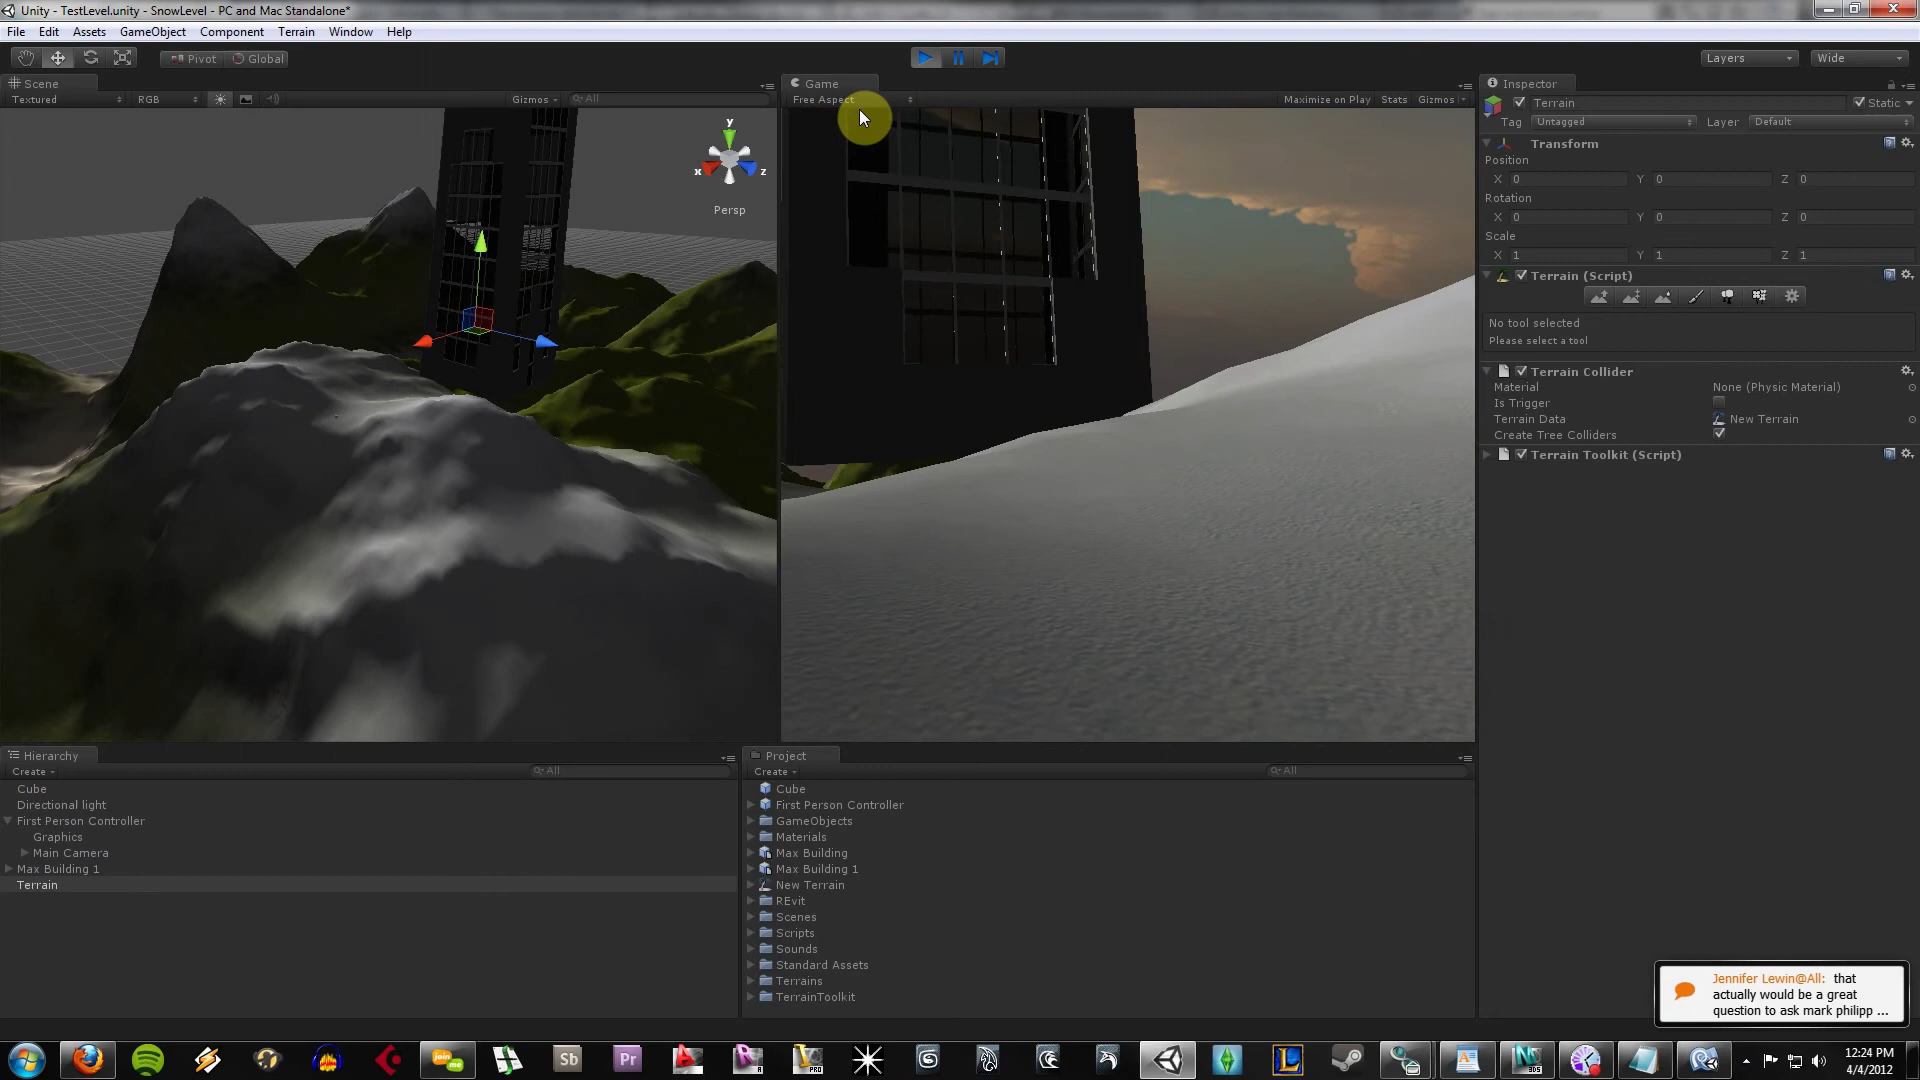 Unity - TestLevel.unity - SnowLevel - PC and Mac Standalone*
File Edit Assets GameObject Component Terrain Window Help
Pivot Global Layers Wide
Scene
Textured RGB Gizmos All
y
x z
Persp
Game
Free Aspect Maximize on Play Stats Gizmos
Inspector
Terrain Static
Tag Untagged Layer Default
Transform
Position
X 0 Y 0 Z 0
Rotation
X 0 Y 0 Z 0
Scale
X 1 Y 1 Z 1
Terrain (Script)
No tool selected
Please select a tool
Terrain Collider
Material None (Physic Material)
Is Trigger
Terrain Data New Terrain
Create Tree Colliders
Terrain Toolkit (Script)
Hierarchy
Create All
Cube
Directional light
First Person Controller
Graphics
Main Camera
Max Building 1
Terrain
Project
Create All
Cube
First Person Controller
GameObjects
Materials
Max Building
Max Building 1
New Terrain
REvit
Scenes
Scripts
Sounds
Standard Assets
Terrains
TerrainToolkit
Jennifer Lewin@All: that
actually would be a great
question to ask mark philipp ...
join me
Sb
Pr
PRO
L
3DS
12:24 PM
4/4/2012